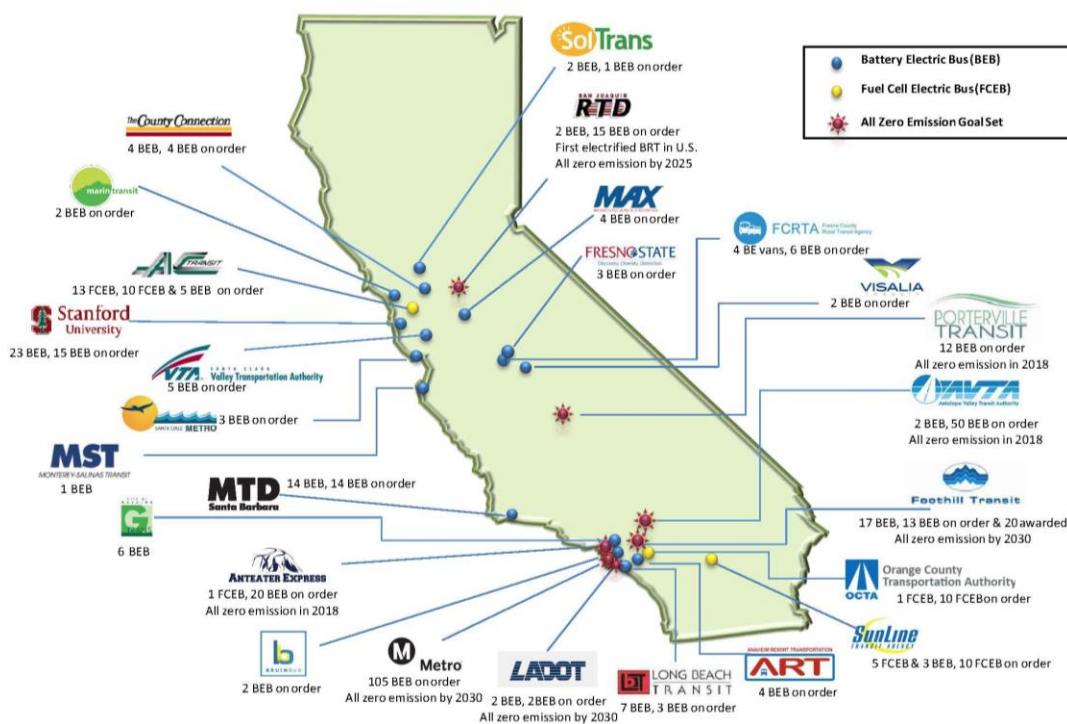 SolTrans
2 BEB, 1 BEB on order
Battery Electric Bus (BEB)
Fuel Cell Electric Bus (FCEB)
All Zero Emission Goal Set
SAN JOAQUIN
RTD
2 BEB, 15 BEB on order
First electrified BRT in U.S.
All zero emission by 2025
The County Connection
4 BEB, 4 BEB on order
marin transit
2 BEB on order
MAX
4 BEB on order
FRESNO STATE
Discovery. Diversity. Distinction.
3 BEB on order
FCRTA Fresno County
Rural Transit Agency
4 BE vans, 6 BEB on order
VISALIA
2 BEB on order
AC TRANSIT
13 FCEB, 10 FCEB & 5 BEB on order
Stanford
University
23 BEB, 15 BEB on order
PORTERVILLE
TRANSIT
12 BEB on order
All zero emission in 2018
SANTA CLARA
VTA Valley Transportation Authority
5 BEB on order
AVTA
Antelope Valley Transit Authority
2 BEB, 50 BEB on order
All zero emission in 2018
SANTA CRUZ METRO
3 BEB on order
MST
MONTEREY-SALINAS TRANSIT
1 BEB
MTD
Santa Barbara
14 BEB, 14 BEB on order
Foothill Transit
17 BEB, 13 BEB on order & 20 awarded
All zero emission by 2030
G
6 BEB
ANTEATER EXPRESS
1 FCEB, 20 BEB on order
All zero emission in 2018
OCTA
Orange County
Transportation Authority
1 FCEB, 10 FCEB on order
SunLine
TRANSIT AGENCY
5 FCEB & 3 BEB, 10 FCEB on order
b
BRUINBUS
2 BEB on order
M
Metro
105 BEB on order
All zero emission by 2030
LADOT
2 BEB, 2BEB on order
All zero emission by 2030
LONG BEACH
TRANSIT
7 BEB, 3 BEB on order
ANAHEIM RESORT TRANSPORTATION
ART
4 BEB on order